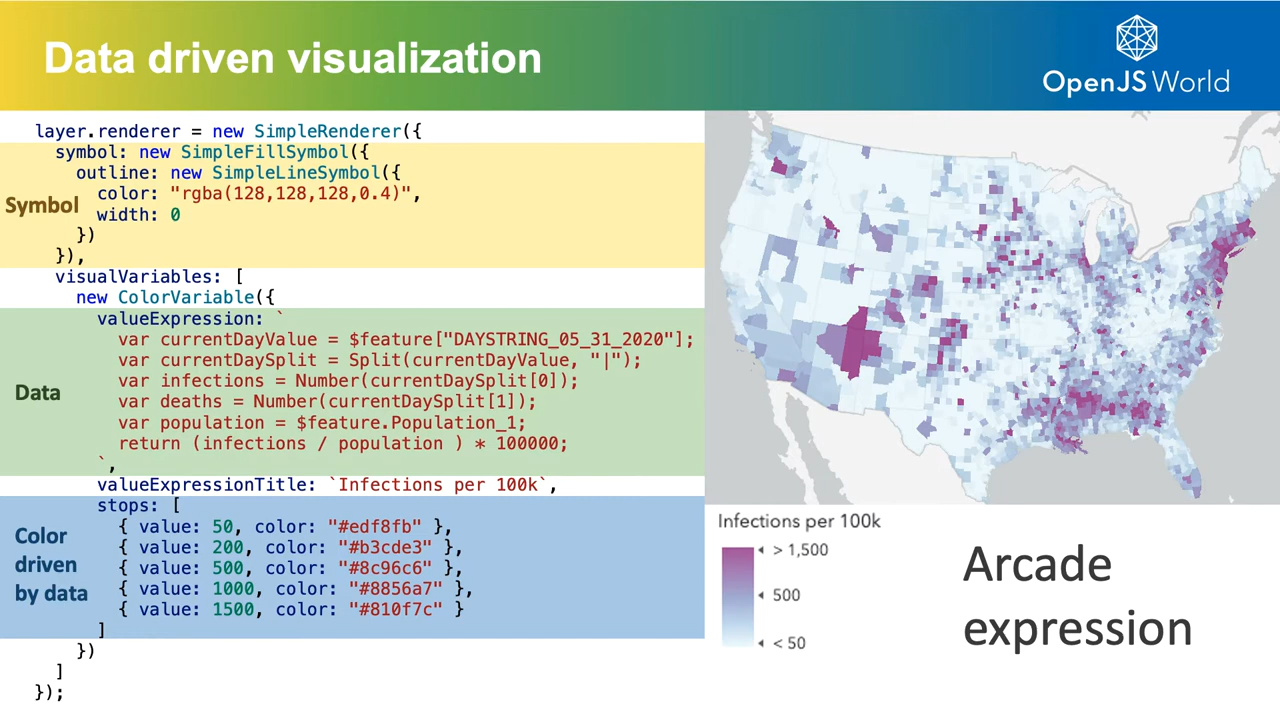 Data driven visualization
OpenJS World
layer.renderer = new SimpleRenderer({
symbol: new SimpleFillSymbol({
outline: new SimpleLineSymbol({
color: "rgba(128,128,128,0.4)",
Symbol
width: 0
})
}),
visualVariables: [
new ColorVariable({
valueExpression: `
var currentDayValue = $feature["DAYSTRING_05_31_2020"];
var currentDaySplit = Split(currentDayValue, "|");
var infections = Number(currentDaySplit[0]);
Data
var deaths = Number(currentDaySplit[1]);
var population = $feature.Population_1;
return (infections / population ) * 100000;
`,
valueExpressionTitle: `Infections per 100k`,
stops: [
{ value: 50, color: "#edf8fb" },
{ value: 200, color: "#b3cde3" },
{ value: 500, color: "#8c96c6" },
{ value: 1000, color: "#8856a7" },
{ value: 1500, color: "#810f7c" }
]
Color
driven
by data
})
]
});
Infections per 100k
> 1,500
500
< 50
Arcade
expression